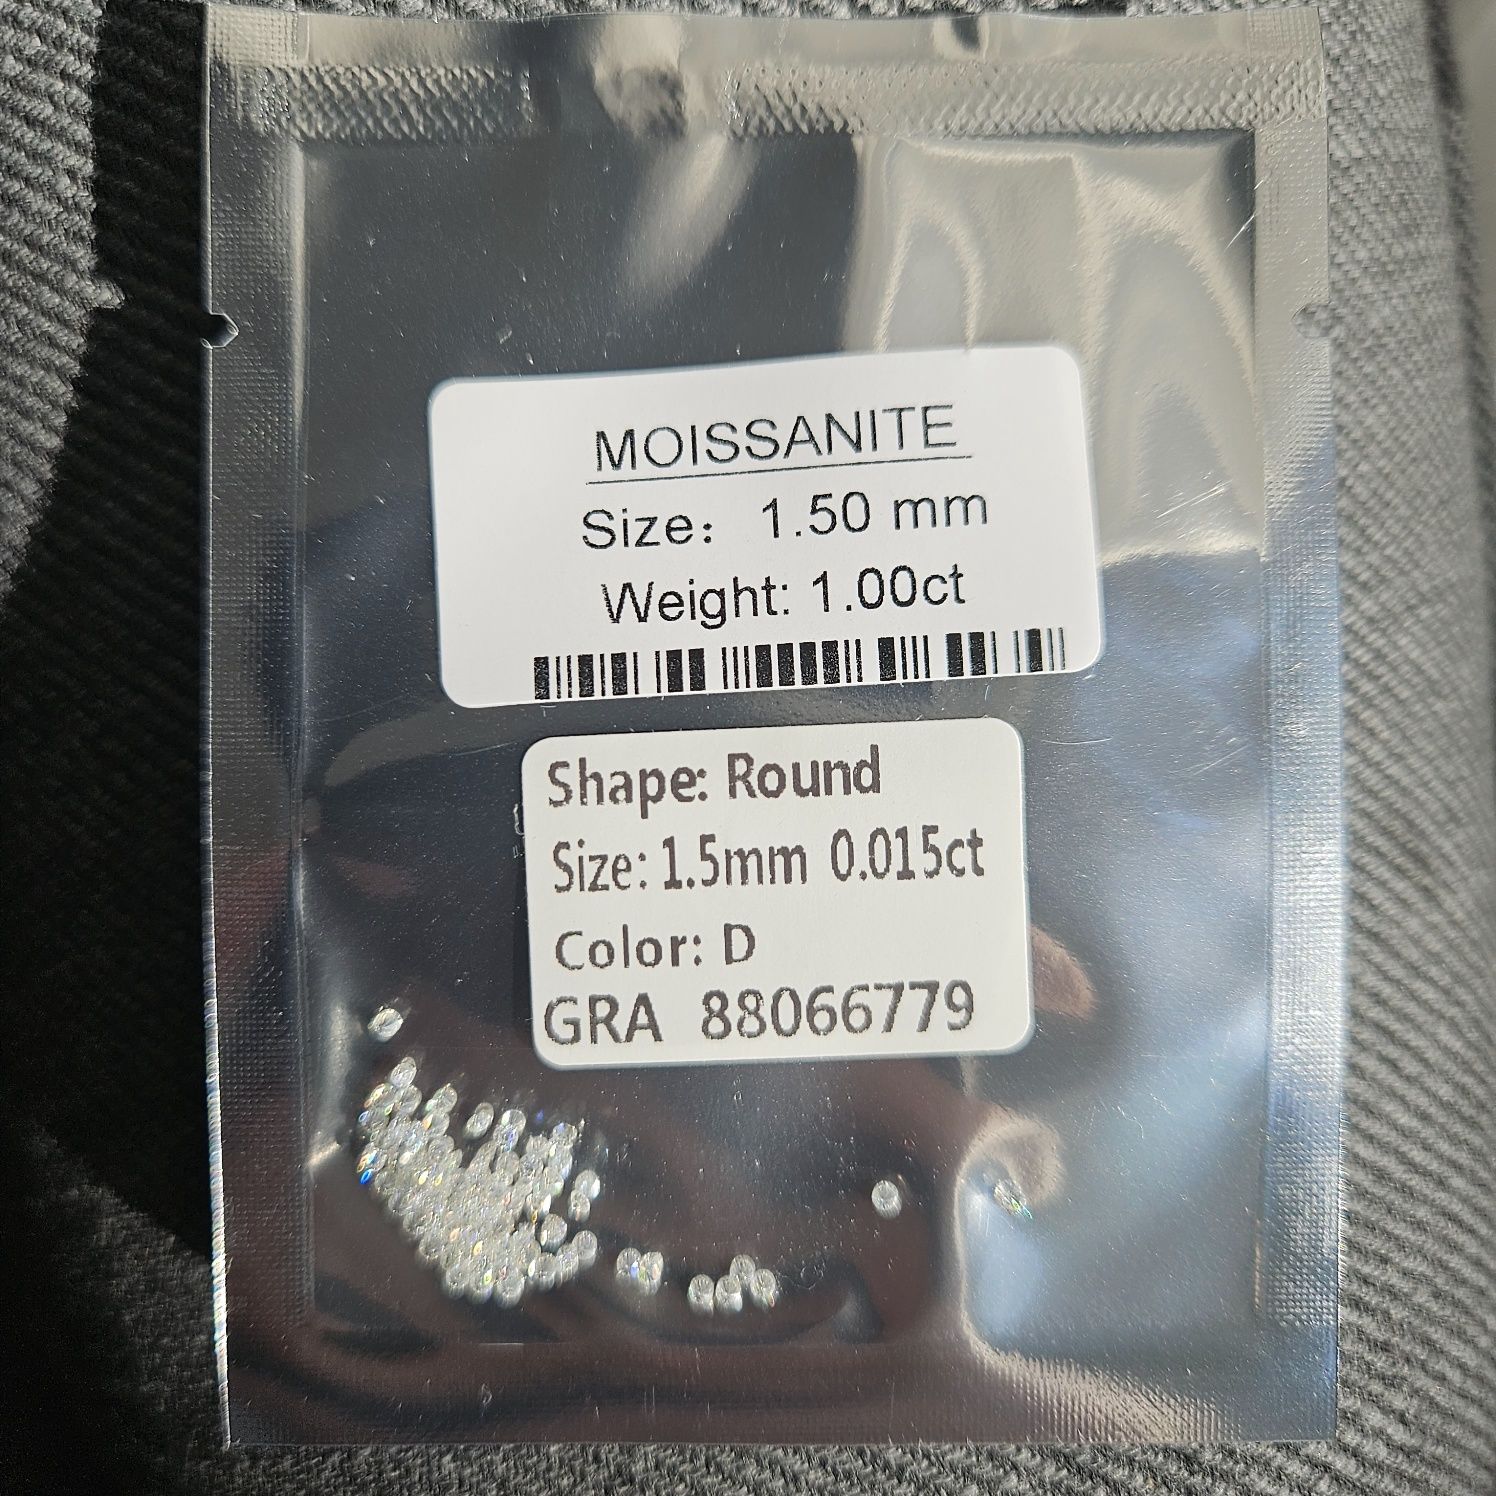 MOISSANITE
Size: 1.50 mm
Weight: 1.00ct
Shape: Round
Size: 1.5mm 0.015ct
Color: D
GRA 88066779